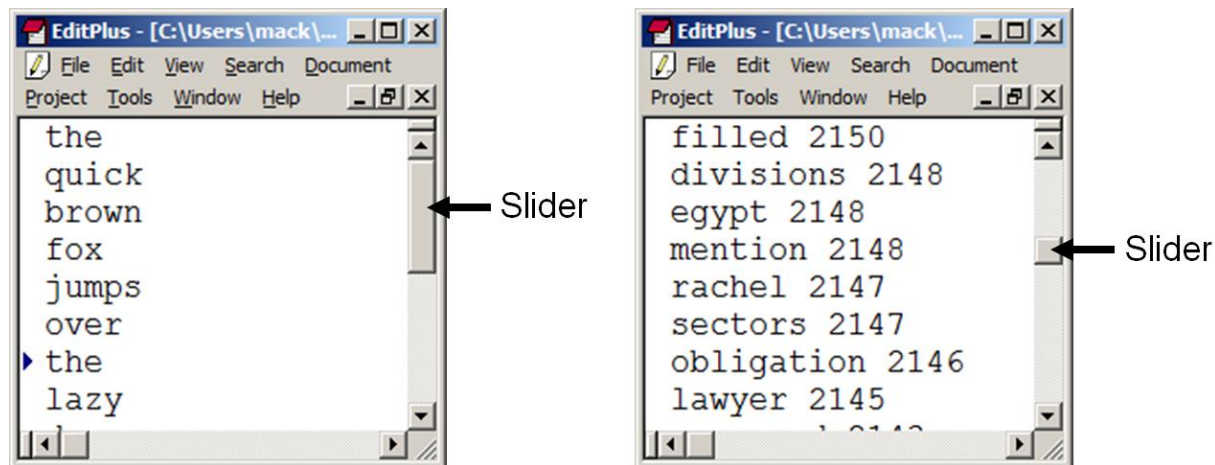 EditPlus - [C:\Users\mack\...
File Edit View Search Document
Project Tools Window Help
the
quick
brown
fox
jumps
over
the
lazy
Slider
EditPlus - [C:\Users\mack\...
File Edit View Search Document
Project Tools Window Help
filled 2150
divisions 2148
egypt 2148
mention 2148
rachel 2147
sectors 2147
obligation 2146
lawyer 2145
Slider